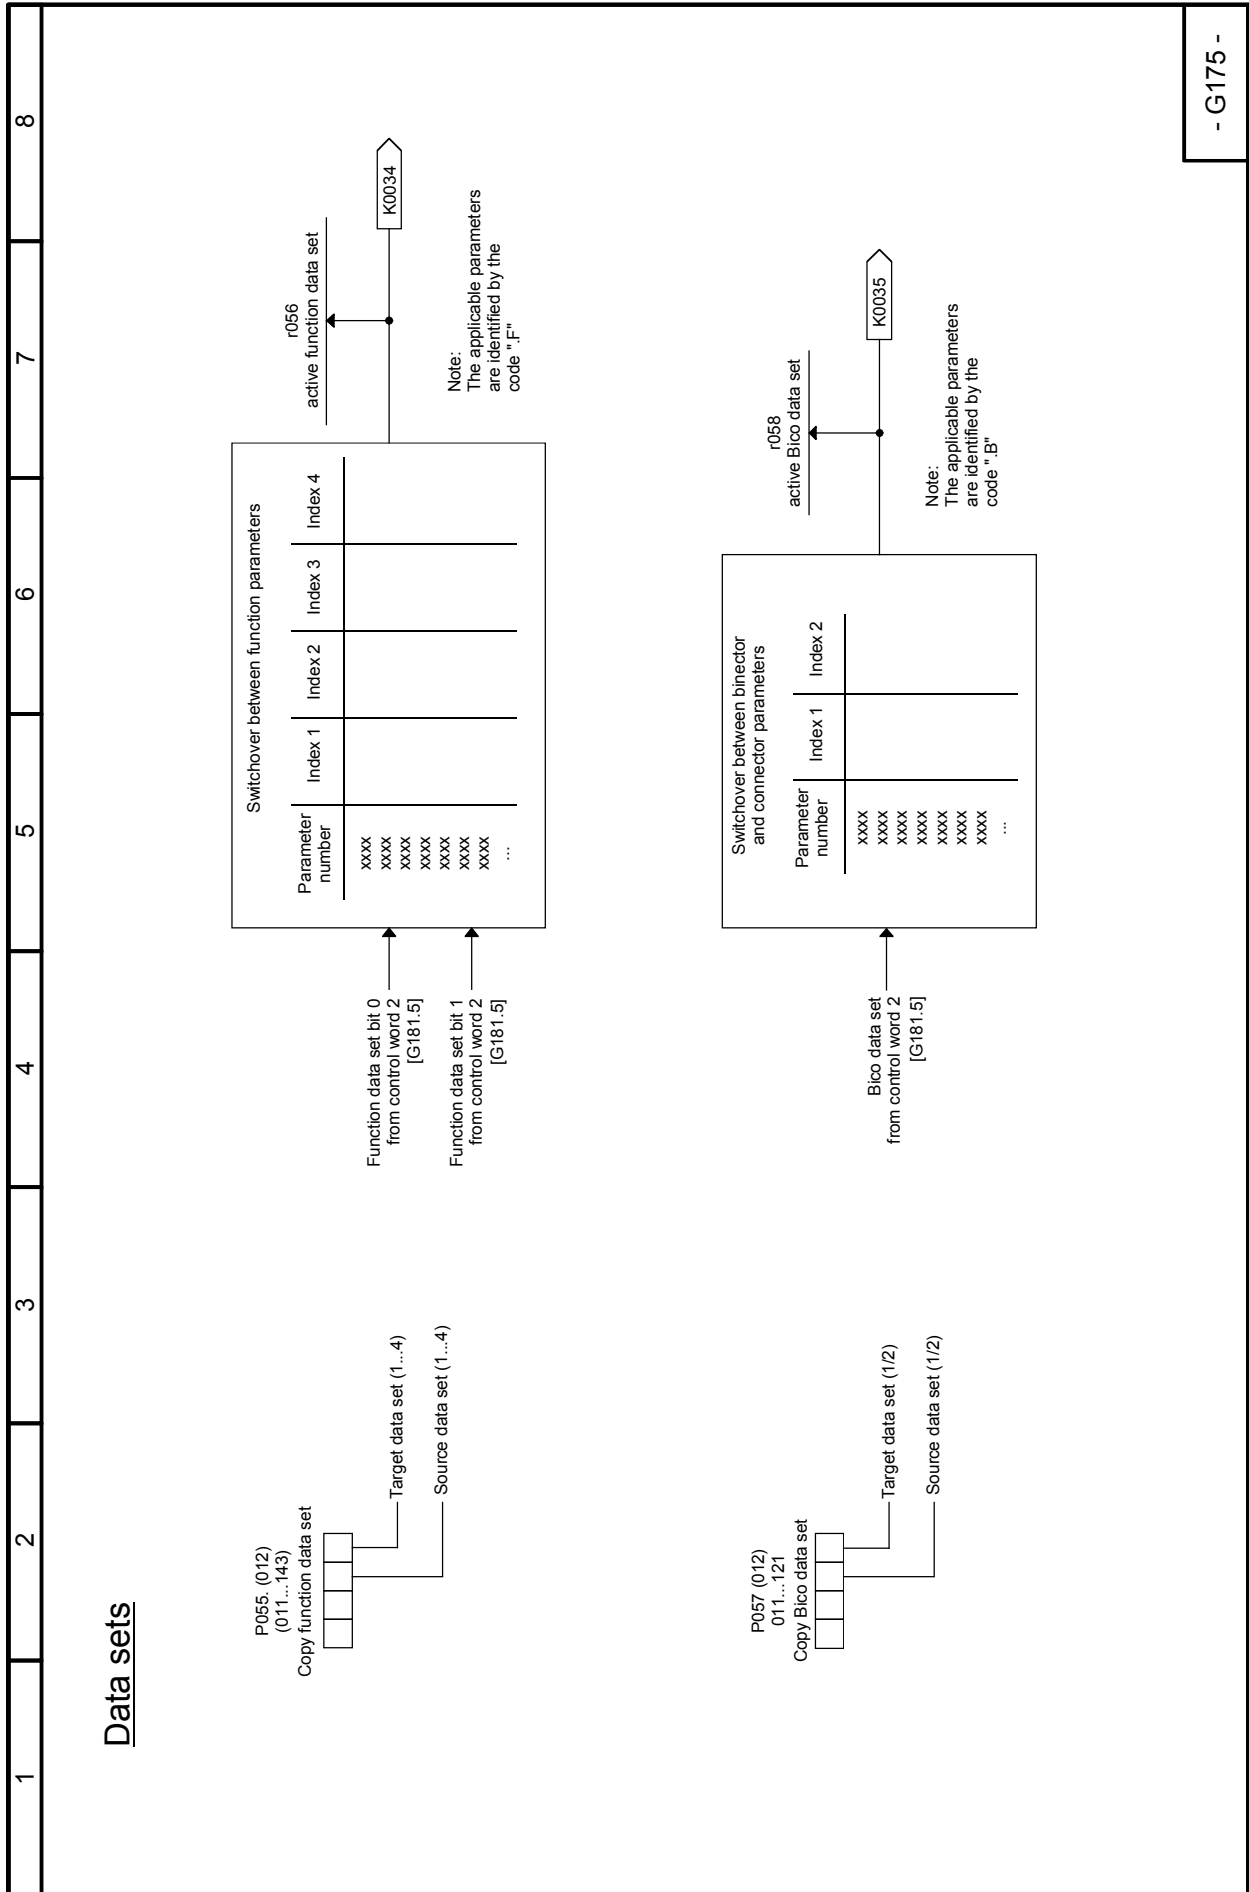 1
2
3
4
5
6
7
8
Data sets
P055. (012)
(011...143)
Copy function data set
Target data set (1...4)
Source data set (1...4)
Function data set bit 0
from control word 2
[G181.5]
Function data set bit 1
from control word 2
[G181.5]
Switchover between function parameters
Parameter
number
Index 1
Index 2
Index 3
Index 4
xxxx
xxxx
xxxx
xxxx
xxxx
xxxx
xxxx
...
r056
active function data set
K0034
Note:
The applicable parameters
are identified by the
code ".F"
P057 (012)
011...121
Copy Bico data set
Target data set (1/2)
Source data set (1/2)
Bico data set
from control word 2
[G181.5]
Switchover between binector
and connector parameters
Parameter
number
Index 1
Index 2
xxxx
xxxx
xxxx
xxxx
xxxx
xxxx
xxxx
...
r058
active Bico data set
K0035
Note:
The applicable parameters
are identified by the
code ".B"
- G175 -